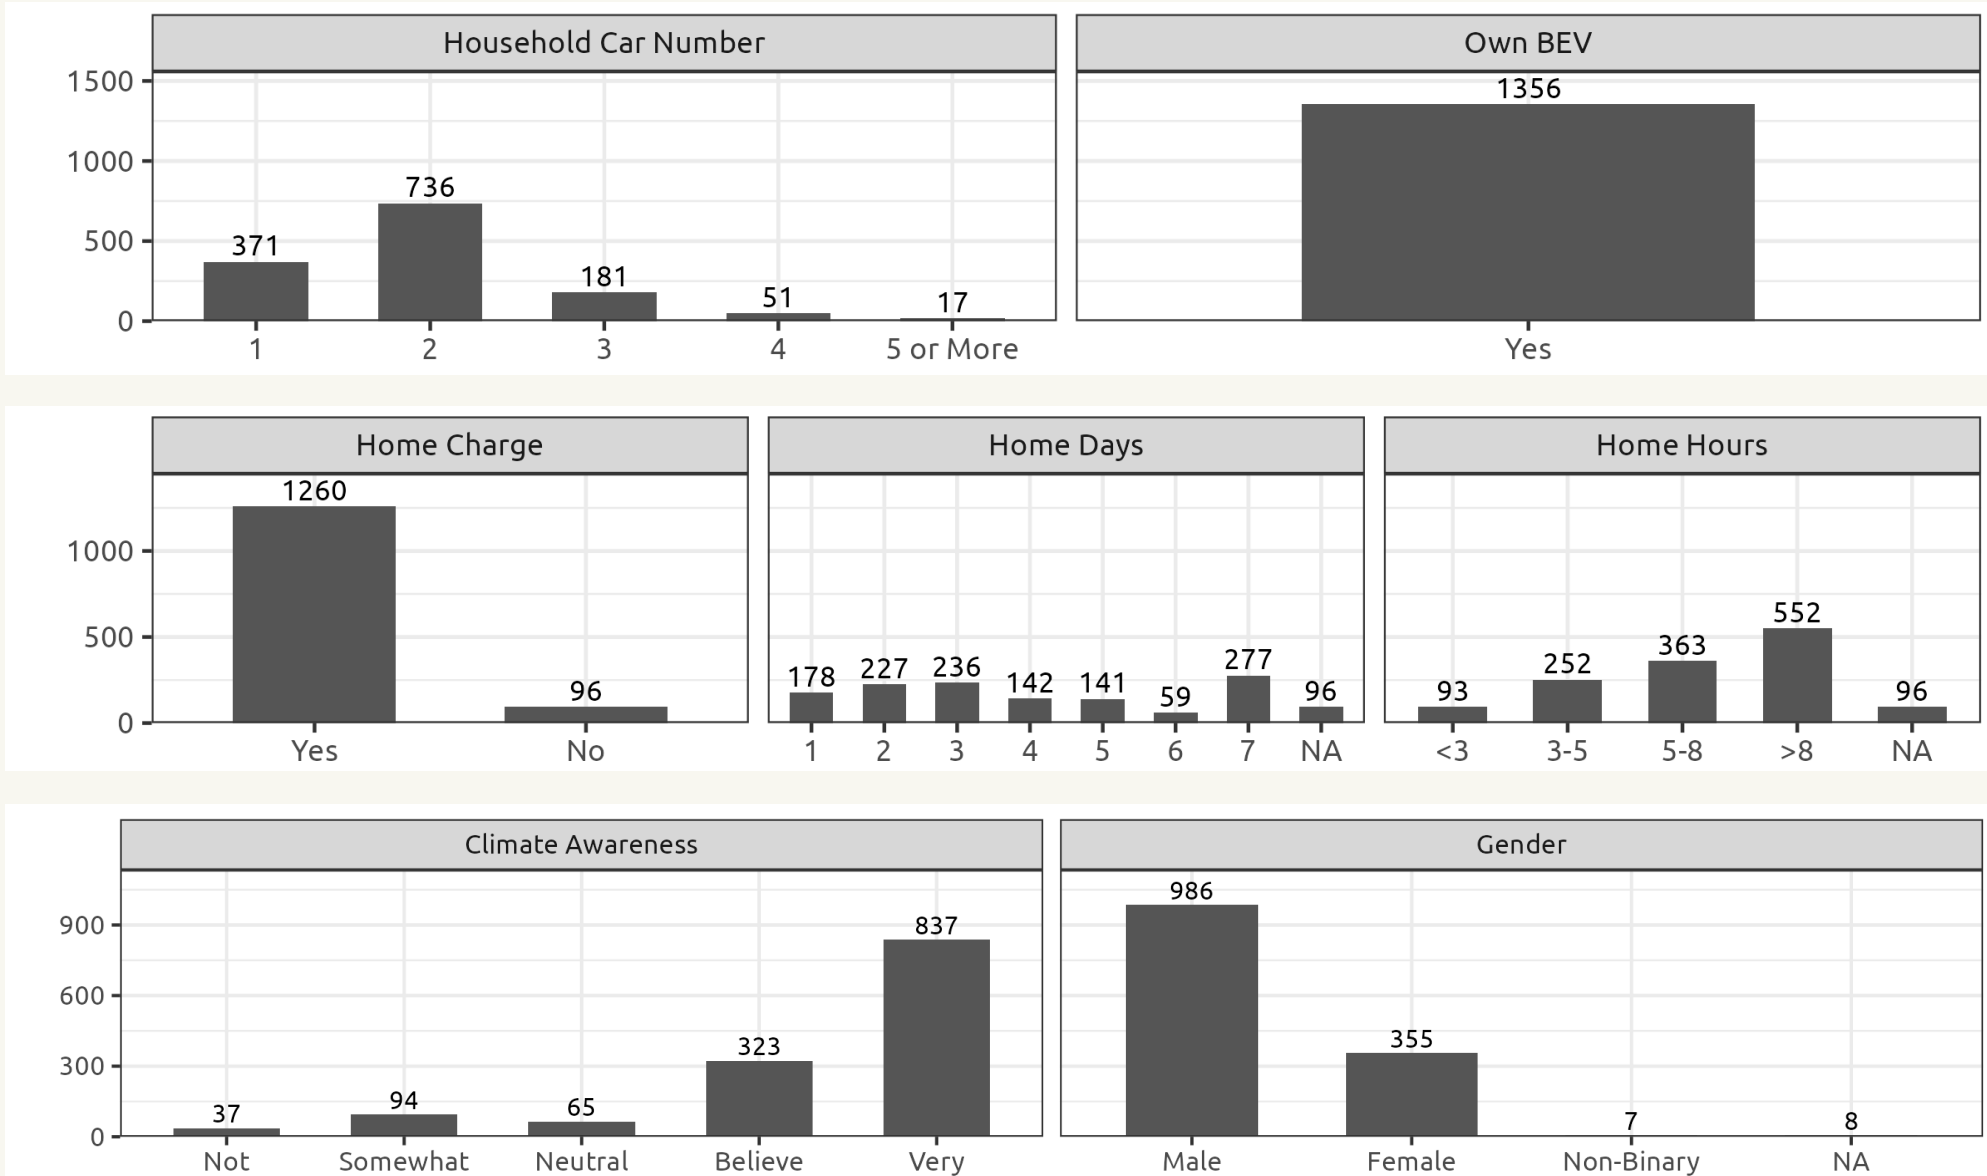 Household Car Number
Own BEV
1500
1000
500
0
371
736
181
51
17
1356
1
2
3
4
5 or More
Yes
Home Charge
Home Days
Home Hours
1000
500
0
1260
96
178
227
236
142
141
59
277
96
93
252
363
552
96
Yes
No
1
2
3
4
5
6
7
NA
<3
3-5
5-8
>8
NA
Climate Awareness
Gender
900
600
300
0
37
94
65
323
837
986
355
7
8
Not
Somewhat
Neutral
Believe
Very
Male
Female
Non-Binary
NA